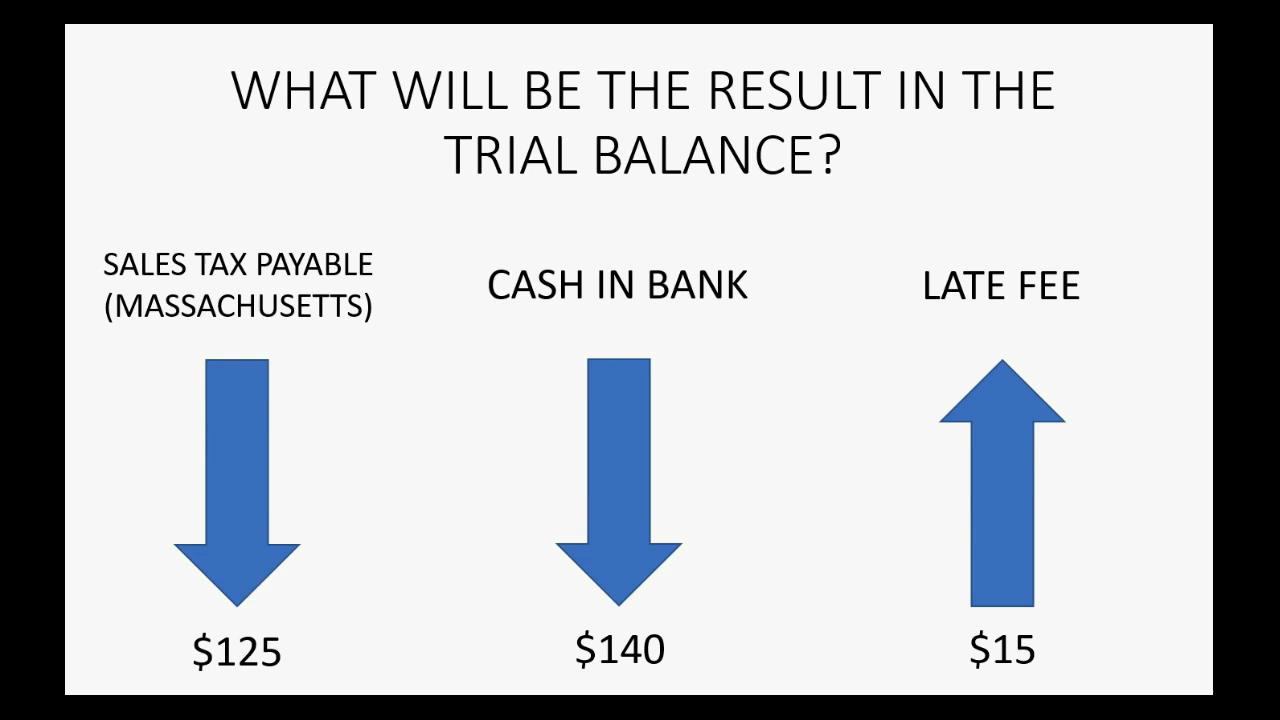 WHAT WILL BE THE RESULT IN THE
TRIAL BALANCE?
SALES TAX PAYABLE
(MASSACHUSETTS)
CASH IN BANK
LATE FEE
$125
$140
$15